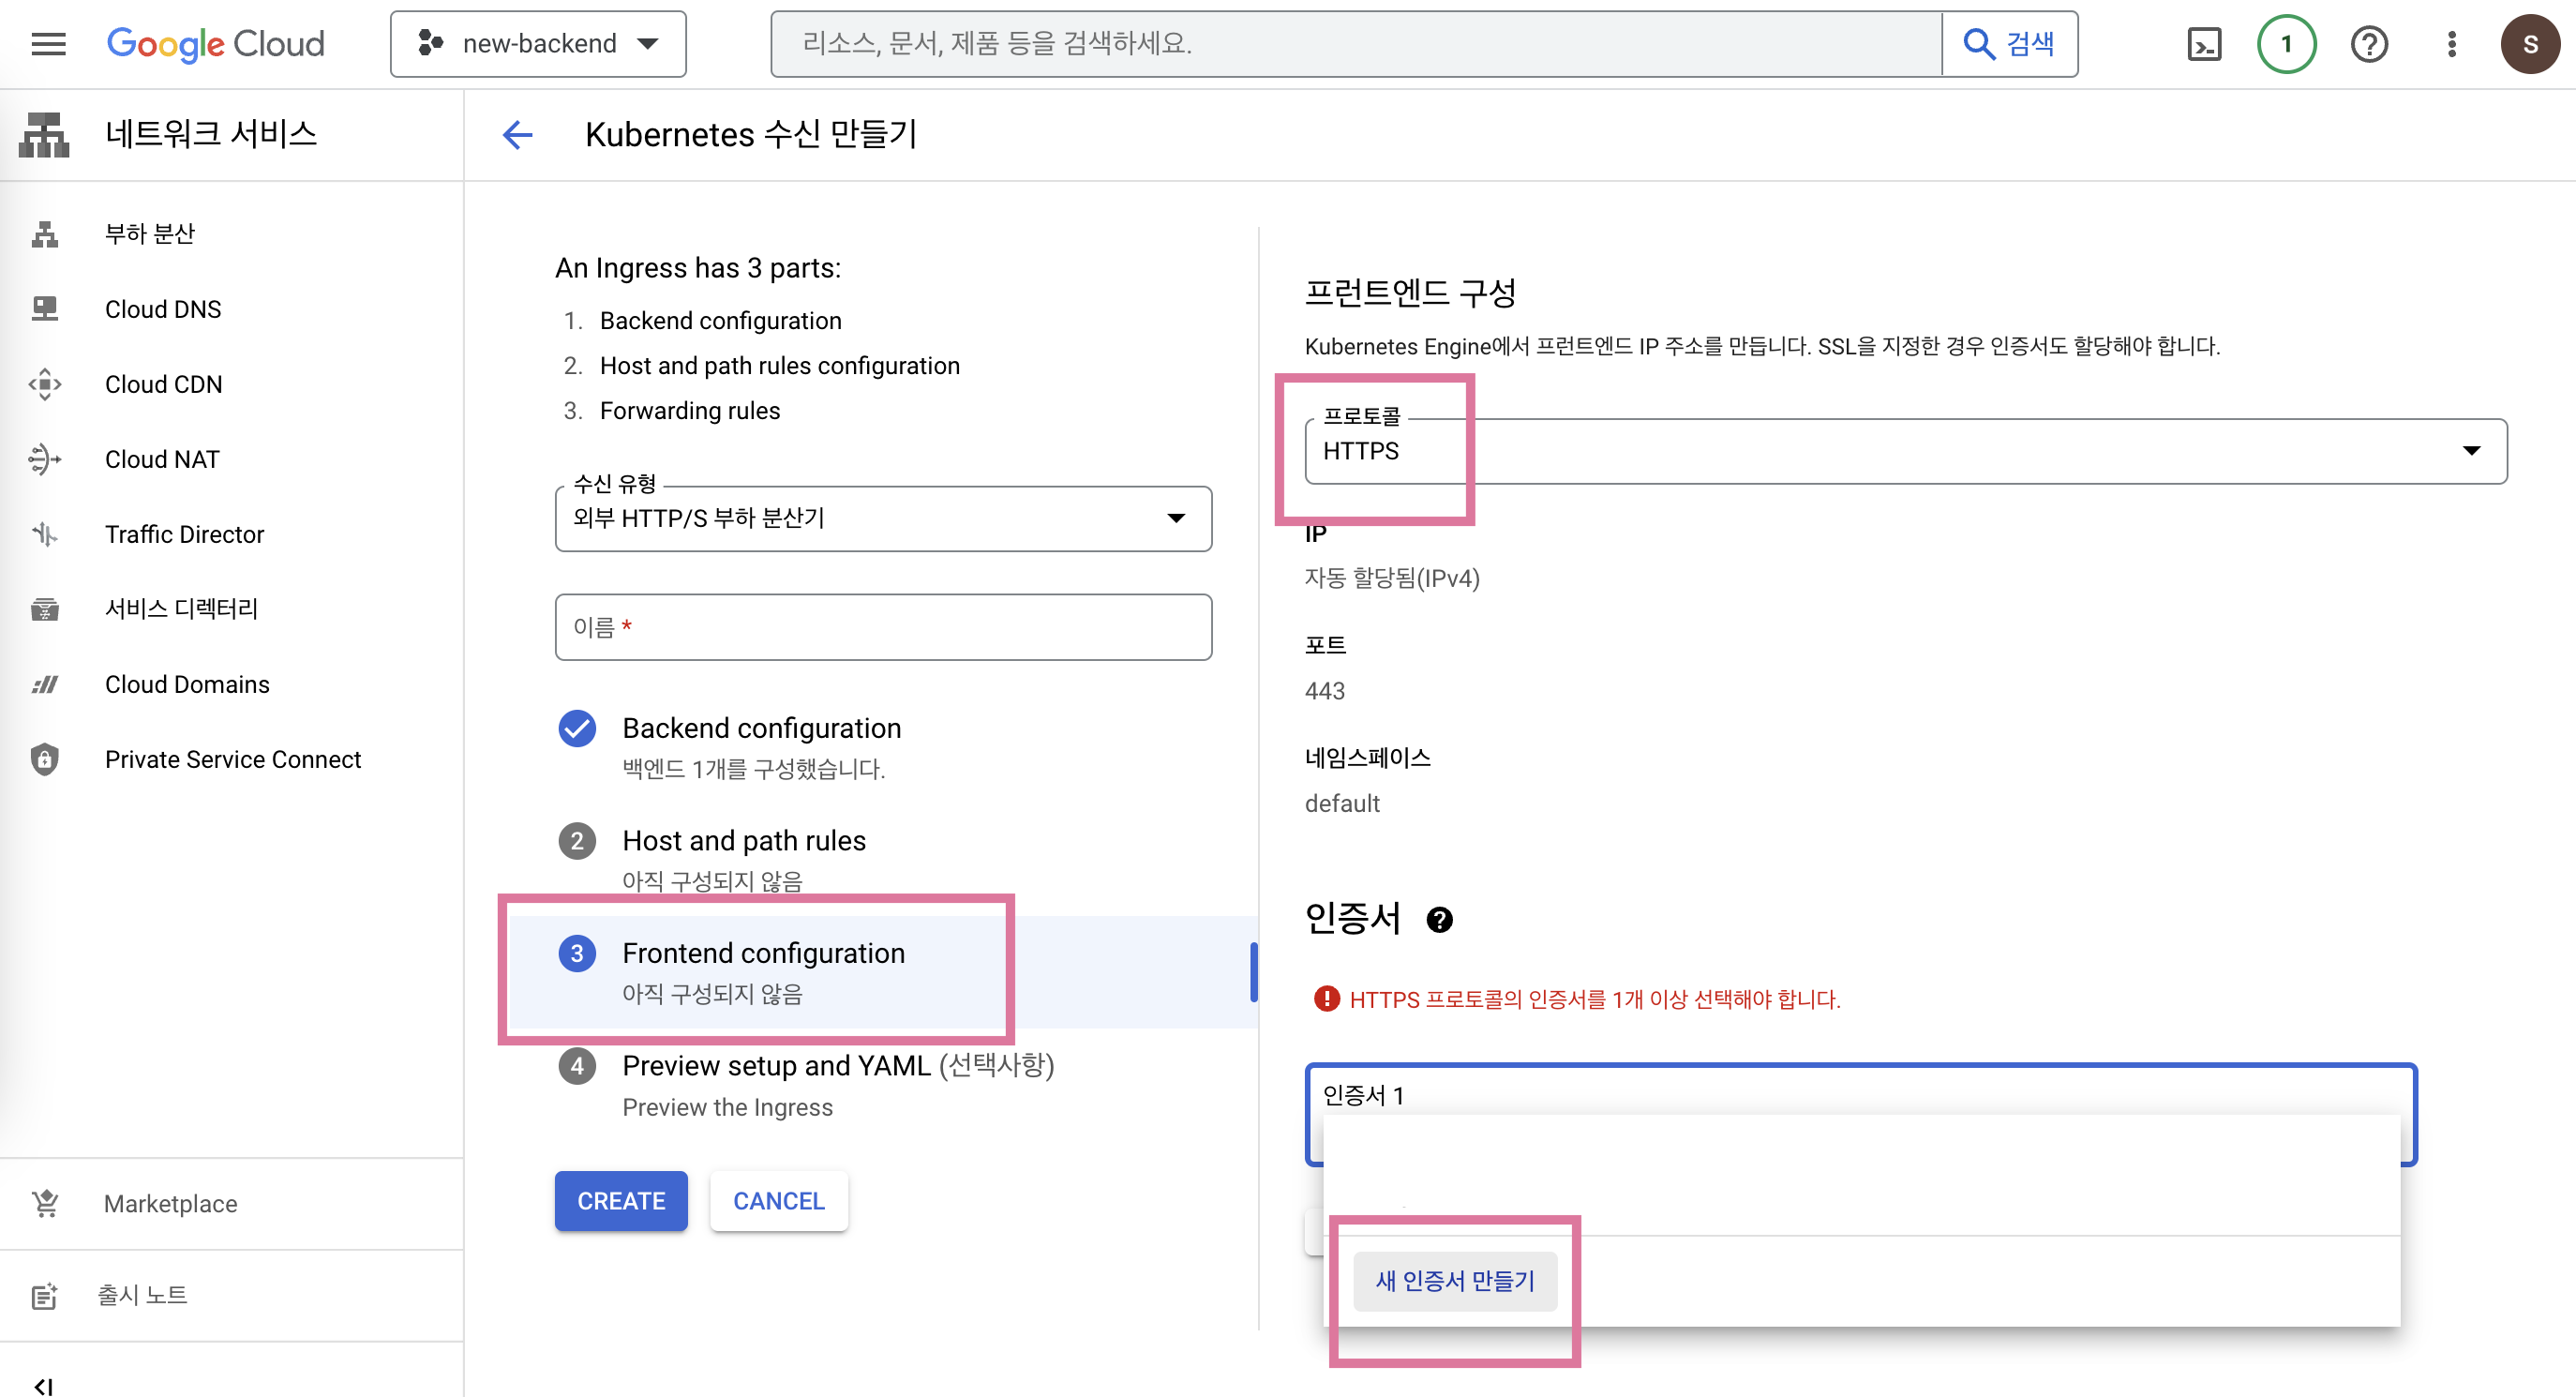 Google Cloud
new-backend
리소스, 문서, 제품 등을 검색하세요.
검색
1
S
네트워크 서비스
Kubernetes 수신 만들기
부하 분산
Cloud DNS
Cloud CDN
Cloud NAT
Traffic Director
서비스 디렉터리
Cloud Domains
Private Service Connect
Marketplace
출시 노트
An Ingress has 3 parts:
1. Backend configuration
2. Host and path rules configuration
3. Forwarding rules
수신 유형
외부 HTTP/S 부하 분산기
이름 *
Backend configuration
백엔드 1개를 구성했습니다.
2 Host and path rules
아직 구성되지 않음
3 Frontend configuration
아직 구성되지 않음
4 Preview setup and YAML (선택사항)
Preview the Ingress
CREATE CANCEL
프런트엔드 구성
Kubernetes Engine에서 프런트엔드 IP 주소를 만듭니다. SSL을 지정한 경우 인증서도 할당해야 합니다.
프로토콜
HTTPS
IP
자동 할당됨(IPv4)
포트
443
네임스페이스
default
인증서
HTTPS 프로토콜의 인증서를 1개 이상 선택해야 합니다.
인증서 1
새 인증서 만들기